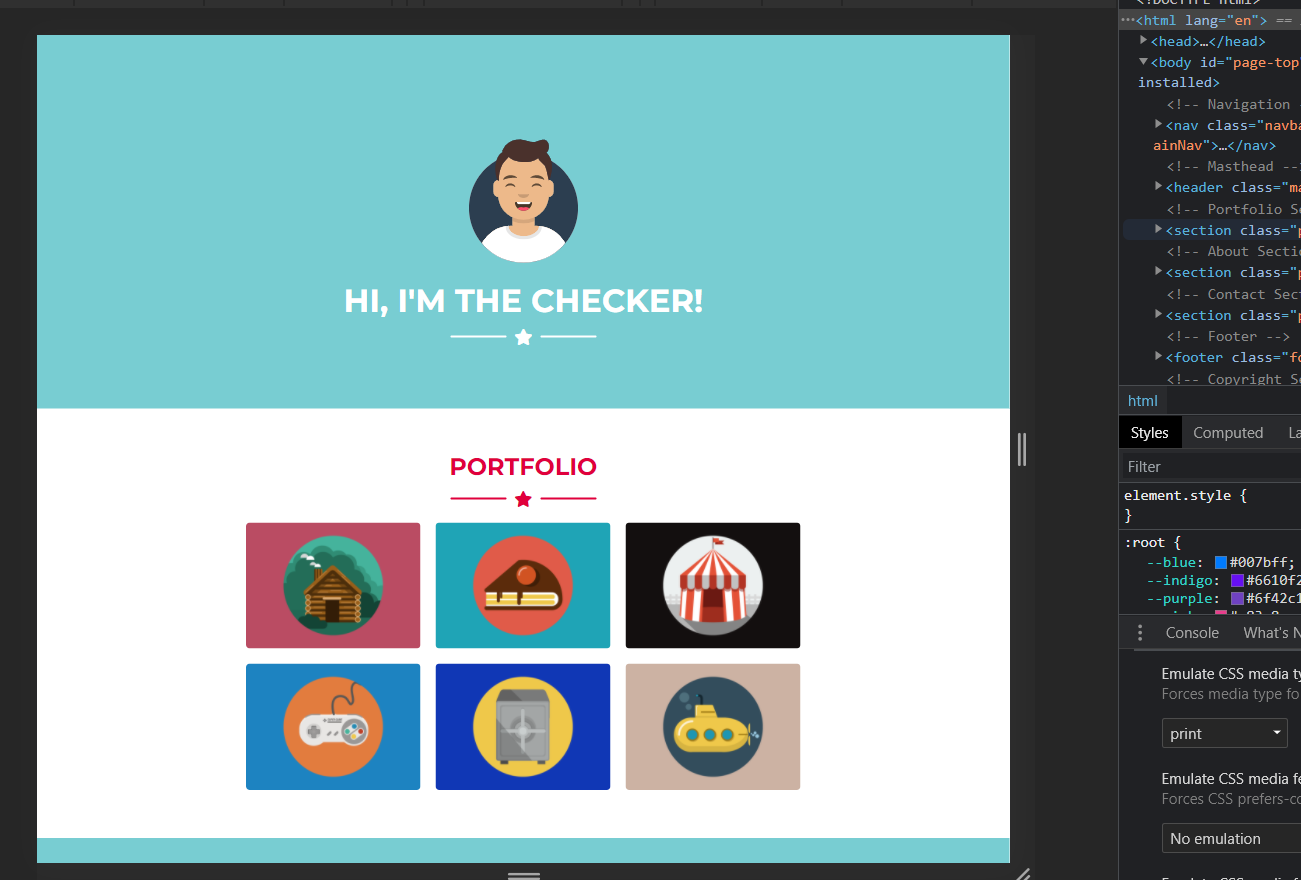 HI, I'M THE CHECKER!
PORTFOLIO
<html lang="en"> ==
<head>…</head>
<body id="page-top
installed>
<!-- Navigation
<nav class="navba
ainNav">…</nav>
<!-- Masthead --
<header class="ma
<!-- Portfolio Se
<section class="p
<!-- About Sectio
<section class="p
<!-- Contact Sect
<section class="p
<!-- Footer -->
<footer class="fo
<!-- Copyright Se
html
Styles Computed La
Filter
element.style {
}
:root {
--blue: #007bff;
--indigo: #6610f2
--purple: #6f42c1
Console What's N
Emulate CSS media ty
Forces media type fo
print
Emulate CSS media fe
Forces CSS prefers-co
No emulation